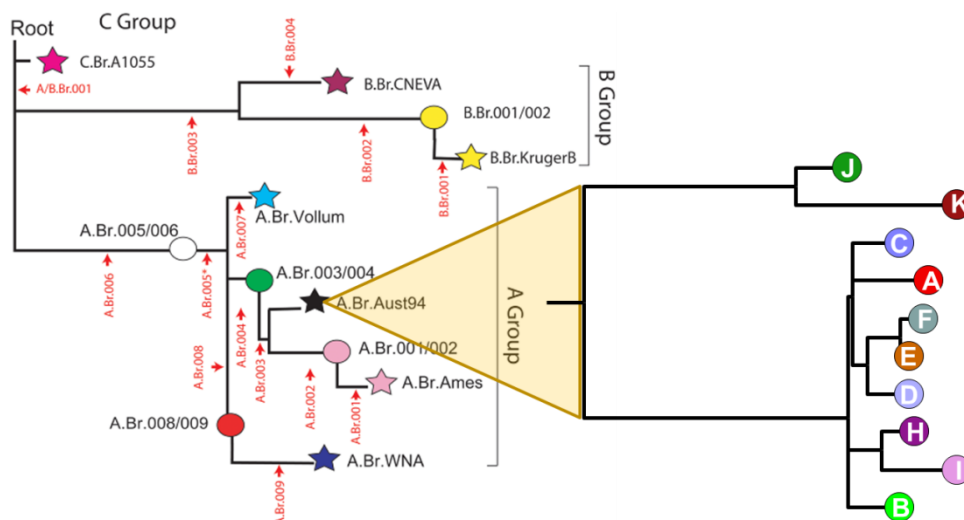 Root
C Group
C.Br.A1055
A/B.Br.001
B.Br.004
B.Br.CNEVA
B.Br.001/002
B.Br.003
B.Br.002
B.Br.KrugerB
B.Br.001
B Group
A.Br.Vollum
A.Br.007
A.Br.005/006
A.Br.006
A.Br.005*
A.Br.003/004
A.Br.Aust94
A.Br.004
A.Br.003
A.Br.008
A.Br.001/002
A.Br.Ames
A.Br.002
A.Br.001
A.Br.008/009
A.Br.WNA
A.Br.009
A Group
J
K
C
A
F
E
D
H
I
B